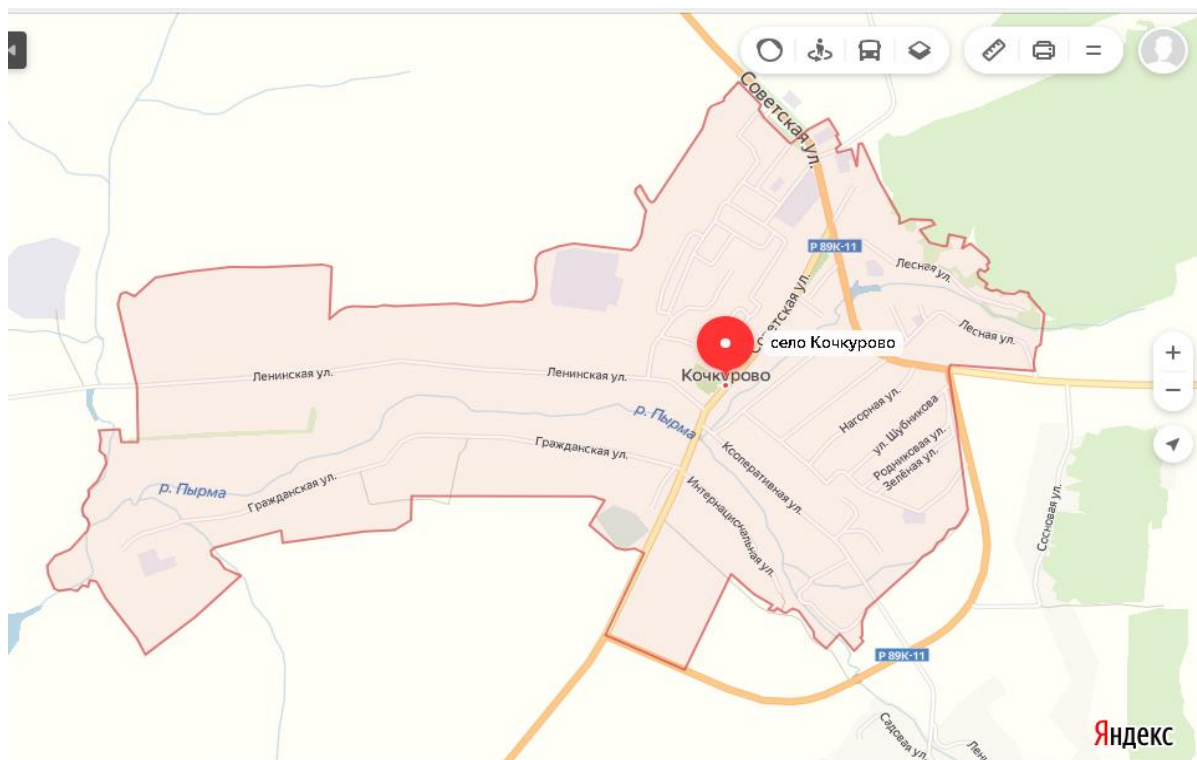 Советская ул.
Р 89К-11
Лесная ул.
Лесная ул.
Советская ул.
село Кочкурово
Кочкурово
Ленинская ул.
Ленинская ул.
р. Пырма
Нагорная ул.
ул. Шубникова
Родниковая ул.
Зелёная ул.
Гражданская ул.
Кооперативная ул.
Интернациональная ул.
р. Пырма
Гражданская ул.
Сосновая ул.
Р 89К-11
Садовая ул.
Яндекс